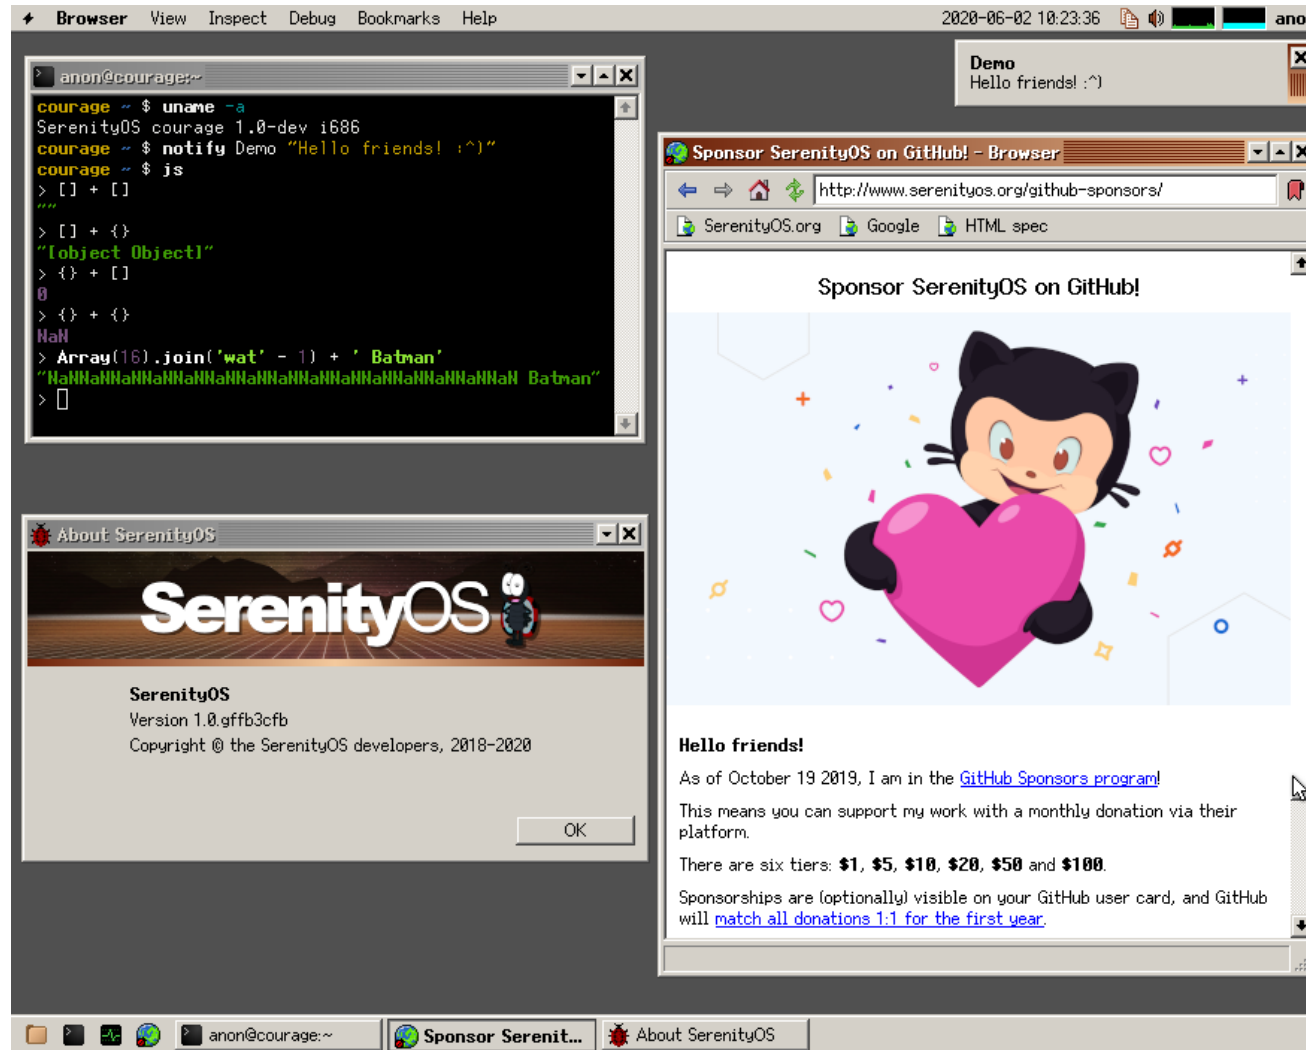 Browser View Inspect Debug Bookmarks Help 2020-06-02 10:23:36 ano
Demo
Hello friends! :^)
anon@courage:~
courage ~ $ uname -a
SerenityOS courage 1.0-dev i686
courage ~ $ notify Demo "Hello friends! :^)"
courage ~ $ js
> [] + []
""
> [] + {}
"[object Object]"
> {} + []
0
> {} + {}
NaN
> Array(16).join('wat' - 1) + ' Batman'
"NaNNaNNaNNaNNaNNaNNaNNaNNaNNaNNaNNaNNaNNaNNaN Batman"
>
About SerenityOS
SerenityOS
SerenityOS
Version 1.0.gffb3cfb
Copyright © the SerenityOS developers, 2018-2020
OK
Sponsor SerenityOS on GitHub! - Browser
http://www.serenityos.org/github-sponsors/
SerenityOS.org Google HTML spec
Sponsor SerenityOS on GitHub!
Hello friends!
As of October 19 2019, I am in the GitHub Sponsors program!
This means you can support my work with a monthly donation via their
platform.
There are six tiers: $1, $5, $10, $20, $50 and $100.
Sponsorships are (optionally) visible on your GitHub user card, and GitHub
will match all donations 1:1 for the first year.
anon@courage:~ Sponsor Serenit... About SerenityOS